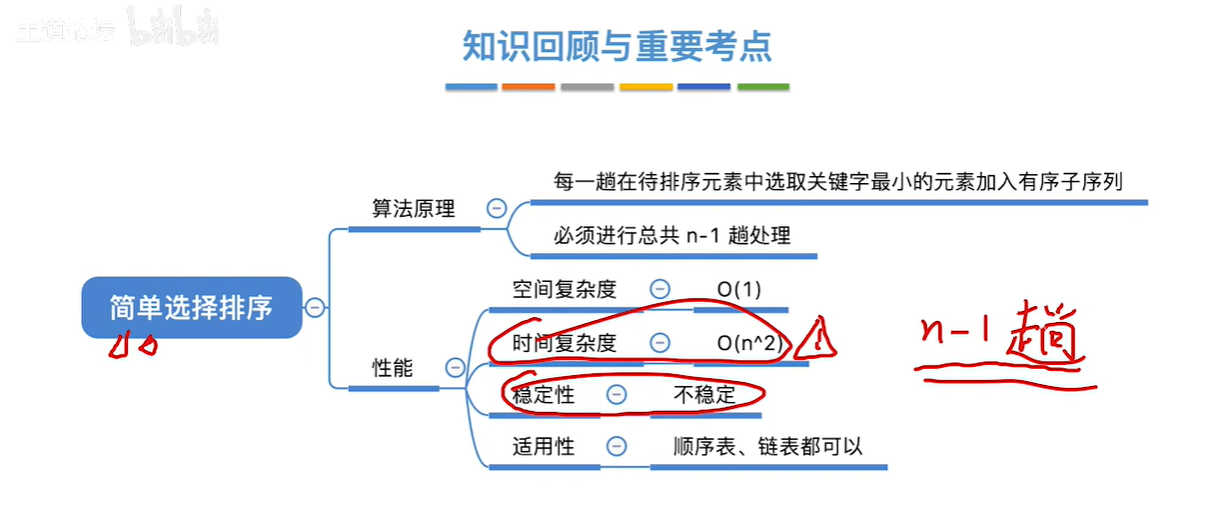 王道论坛 bilibili
知识回顾与重要考点
每一趟在待排序元素中选取关键字最小的元素加入有序子序列
算法原理
必须进行总共 n-1 趟处理
简单选择排序
空间复杂度 O(1)
时间复杂度 O(n^2)
n-1 趟
性能
稳定性 不稳定
适用性 顺序表、链表都可以